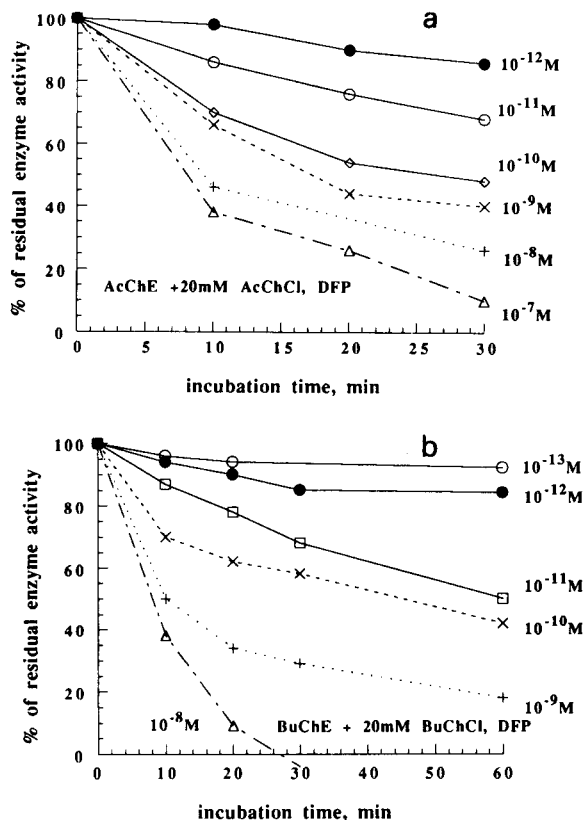 a
% of residual enzyme activity
100
80
60
40
20
0
10⁻¹²M
10⁻¹¹M
10⁻¹⁰M
10⁻⁹M
10⁻⁸M
10⁻⁷M
AcChE +20mM AcChCl, DFP
0 5 10 15 20 25 30
incubation time, min
b
% of residual enzyme activity
100
80
60
40
20
0
10⁻¹³M
10⁻¹²M
10⁻¹¹M
10⁻¹⁰M
10⁻⁹M
10⁻⁸M
BuChE + 20mM BuChCl, DFP
0 10 20 30 40 50 60
incubation time, min